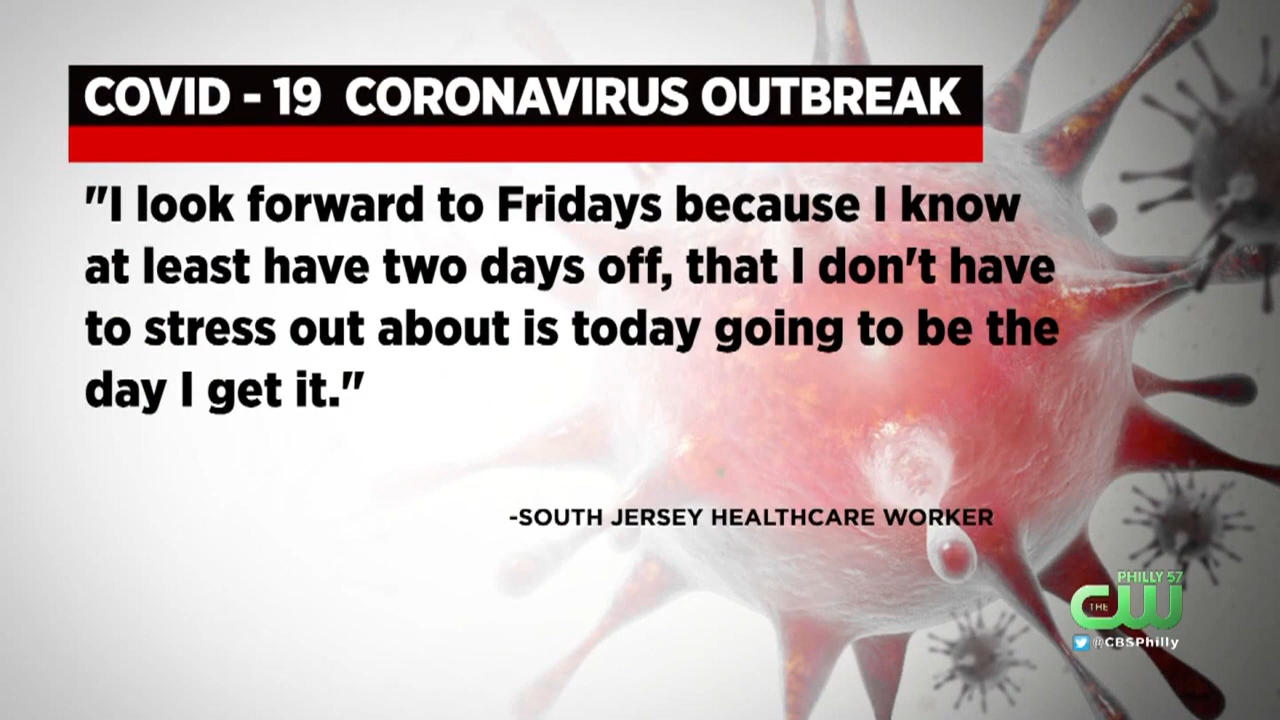 COVID - 19 CORONAVIRUS OUTBREAK
"I look forward to Fridays because I know
at least have two days off, that I don't have
to stress out about is today going to be the
day I get it."
-SOUTH JERSEY HEALTHCARE WORKER
PHILLY 57
THE CW
@CBSPhilly